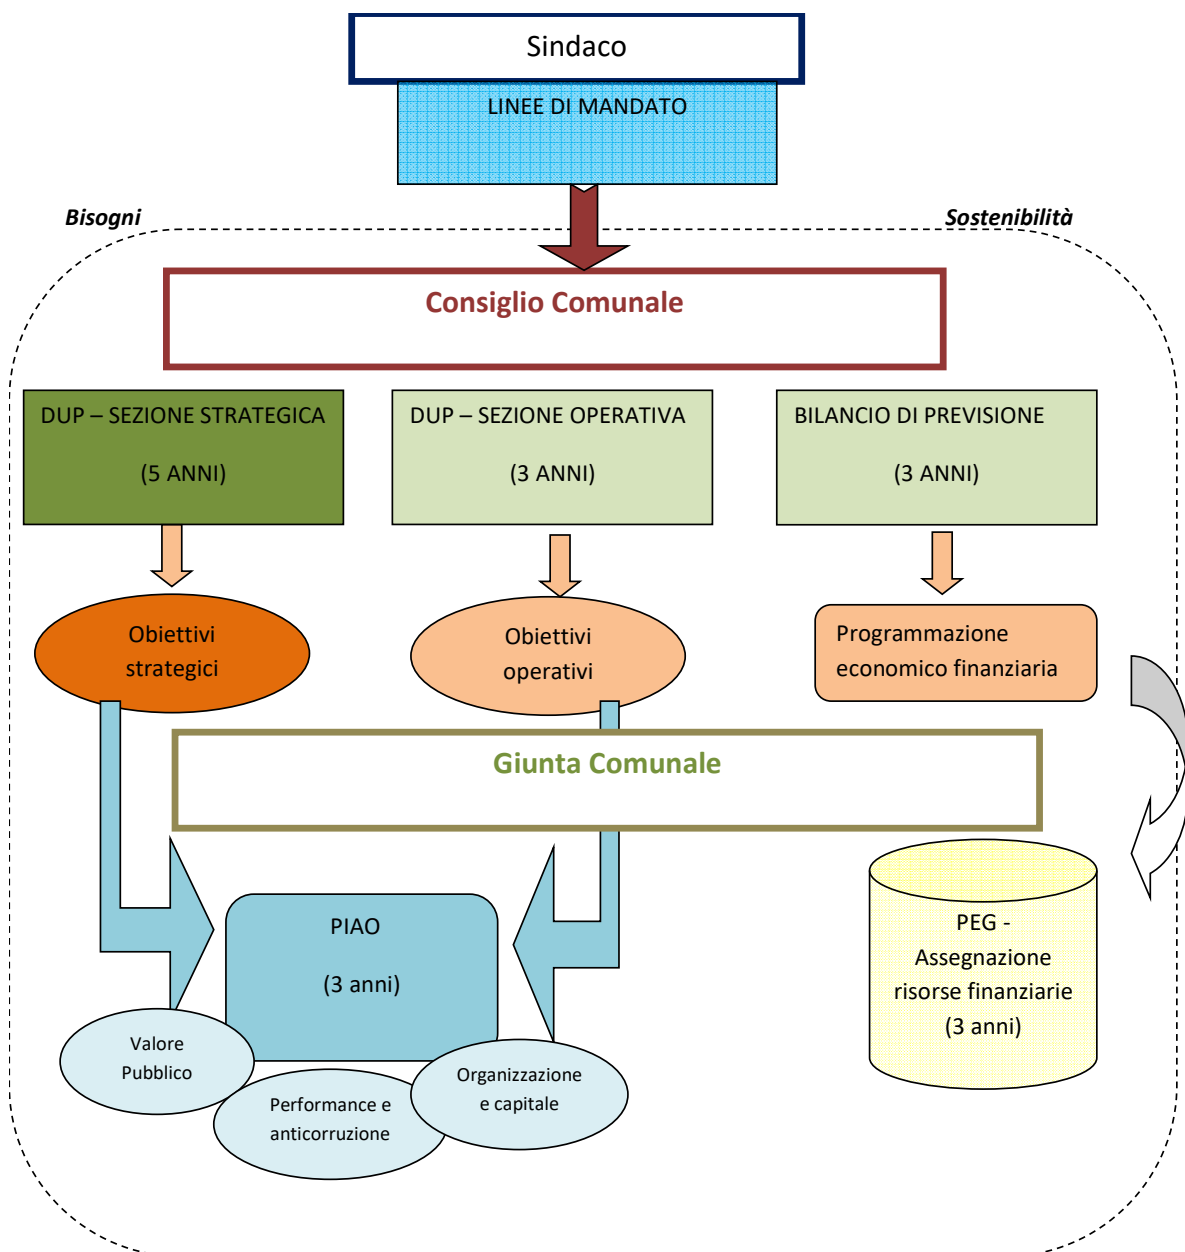 Sindaco
LINEE DI MANDATO
Bisogni
Sostenibilità
Consiglio Comunale
DUP – SEZIONE STRATEGICA
(5 ANNI)
DUP – SEZIONE OPERATIVA
(3 ANNI)
BILANCIO DI PREVISIONE
(3 ANNI)
Obiettivi
strategici
Obiettivi
operativi
Programmazione
economico finanziaria
Giunta Comunale
PIAO
(3 anni)
PEG -
Assegnazione
risorse finanziarie
(3 anni)
Valore
Pubblico
Performance e
anticorruzione
Organizzazione
e capitale